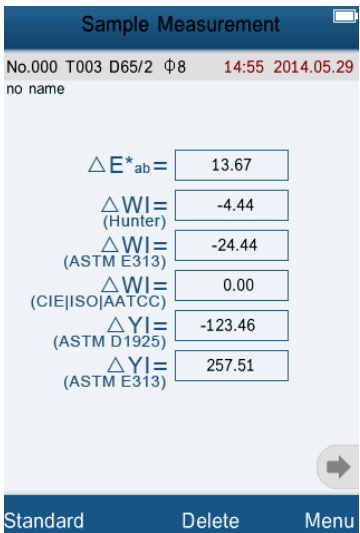 Sample Measurement
No.000 T003 D65/2 Φ8 14:55 2014.05.29
no name
△E*ab= 13.67
△WI= -4.44
(Hunter)
△WI= -24.44
(ASTM E313)
△WI= 0.00
(CIE|ISO|AATCC)
△YI= -123.46
(ASTM D1925)
△YI= 257.51
(ASTM E313)
Standard Delete Menu